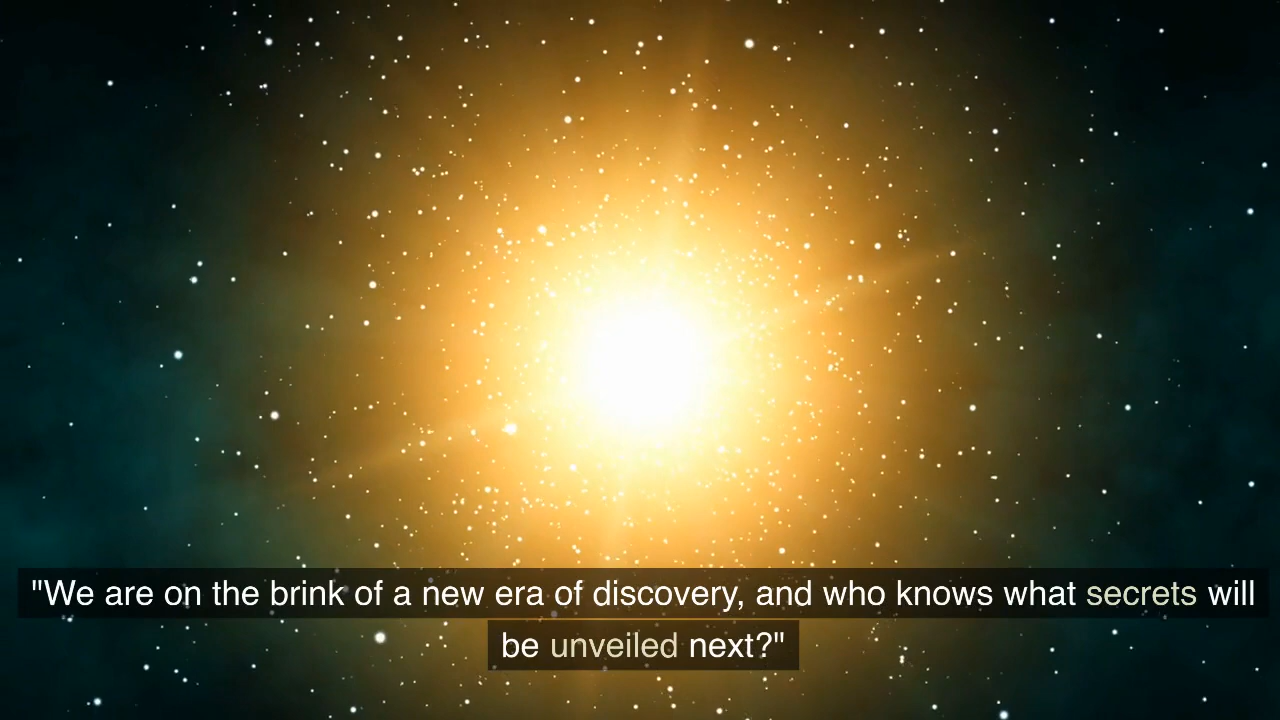 "We are on the brink of a new era of discovery, and who knows what secrets will
be unveiled next?"